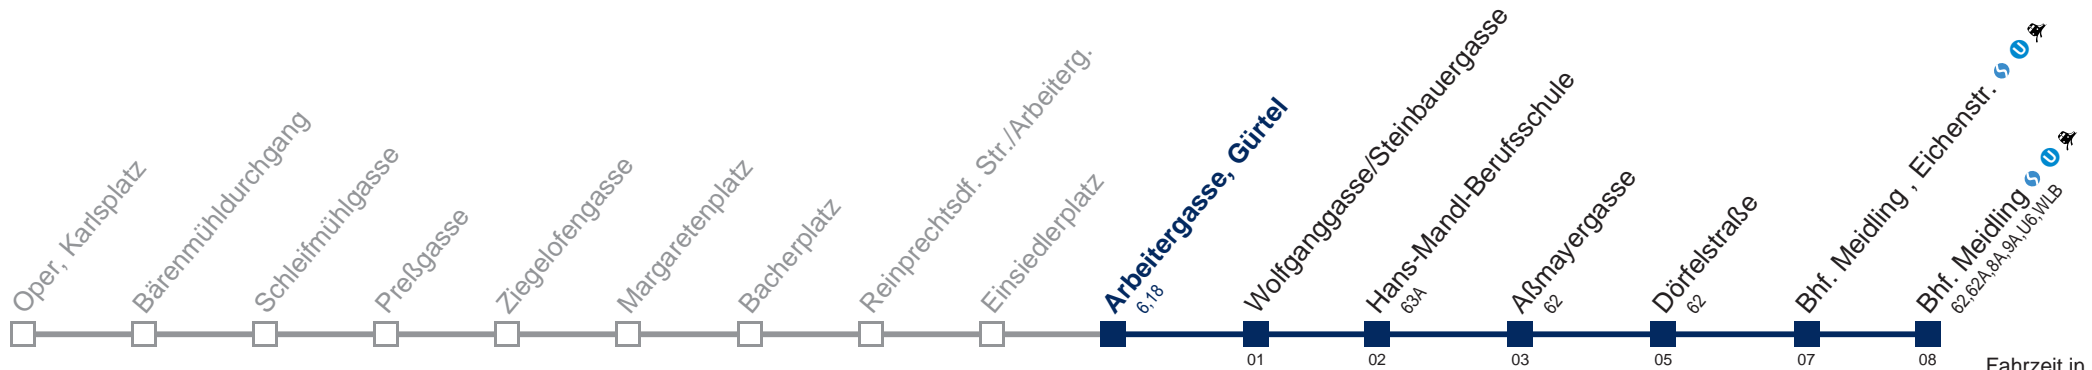 Oper, Karlsplatz
Bärenmühldurchgang
Schleifmühlgasse
Preßgasse
Ziegelofengasse
Margaretenplatz
Bacherplatz
Reinprechtsdf. Str./Arbeiterg.
Einsiedlerplatz
Arbeitergasse, Gürtel
6,18
Wolfganggasse/Steinbauergasse
Hans-Mandl-Berufsschule
63A
Aßmayergasse
62
Dörfelstraße
62
Bhf. Meidling , Eichenstr. S U
Bhf. Meidling S U
62,62A,8A,9A,U6,WLB
01 02 03 05 07 08
Fahrzeit in